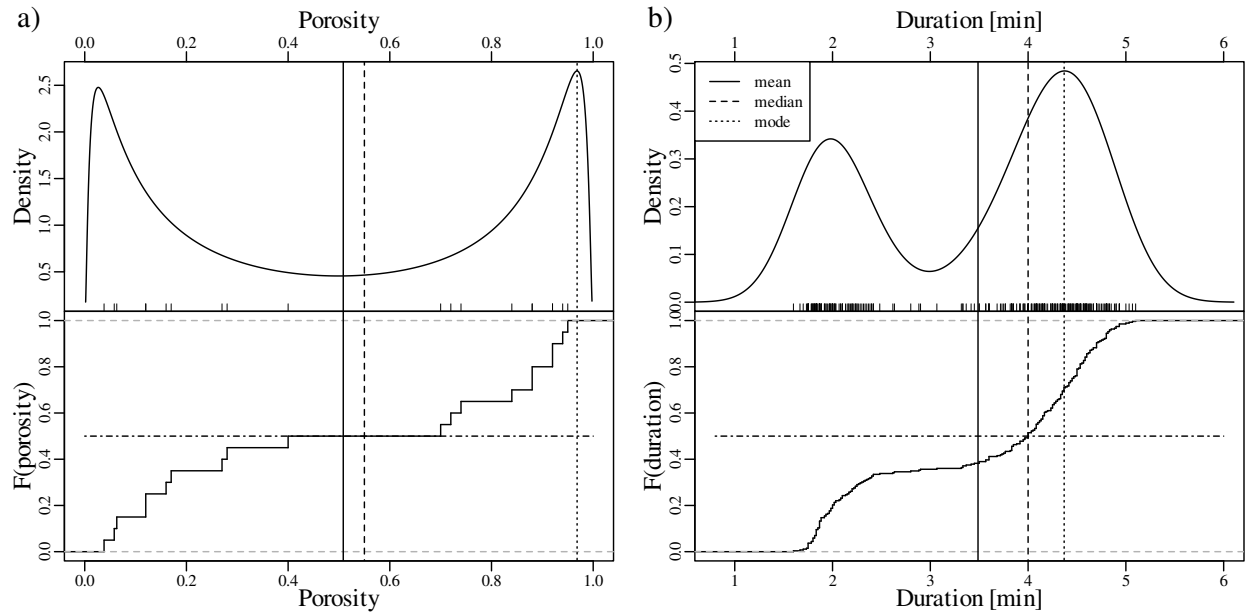 a)
Porosity
0.0 0.2 0.4 0.6 0.8 1.0
Density
0.5 1.0 1.5 2.0 2.5
F(porosity)
0.0 0.2 0.4 0.6 0.8 1.0
0.0 0.2 0.4 0.6 0.8 1.0
Porosity
b)
Duration [min]
1 2 3 4 5 6
mean
median
mode
Density
0.0 0.1 0.2 0.3 0.4 0.5
F(duration)
0.0 0.2 0.4 0.6 0.8 1.0
1 2 3 4 5 6
Duration [min]